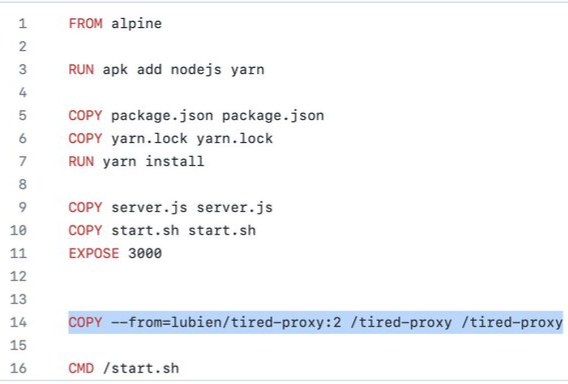 1 FROM alpine
2
3 RUN apk add nodejs yarn
4
5 COPY package.json package.json
6 COPY yarn.lock yarn.lock
7 RUN yarn install
8
9 COPY server.js server.js
10 COPY start.sh start.sh
11 EXPOSE 3000
12
13
14 COPY --from=lubien/tired-proxy:2 /tired-proxy /tired-proxy
15
16 CMD /start.sh